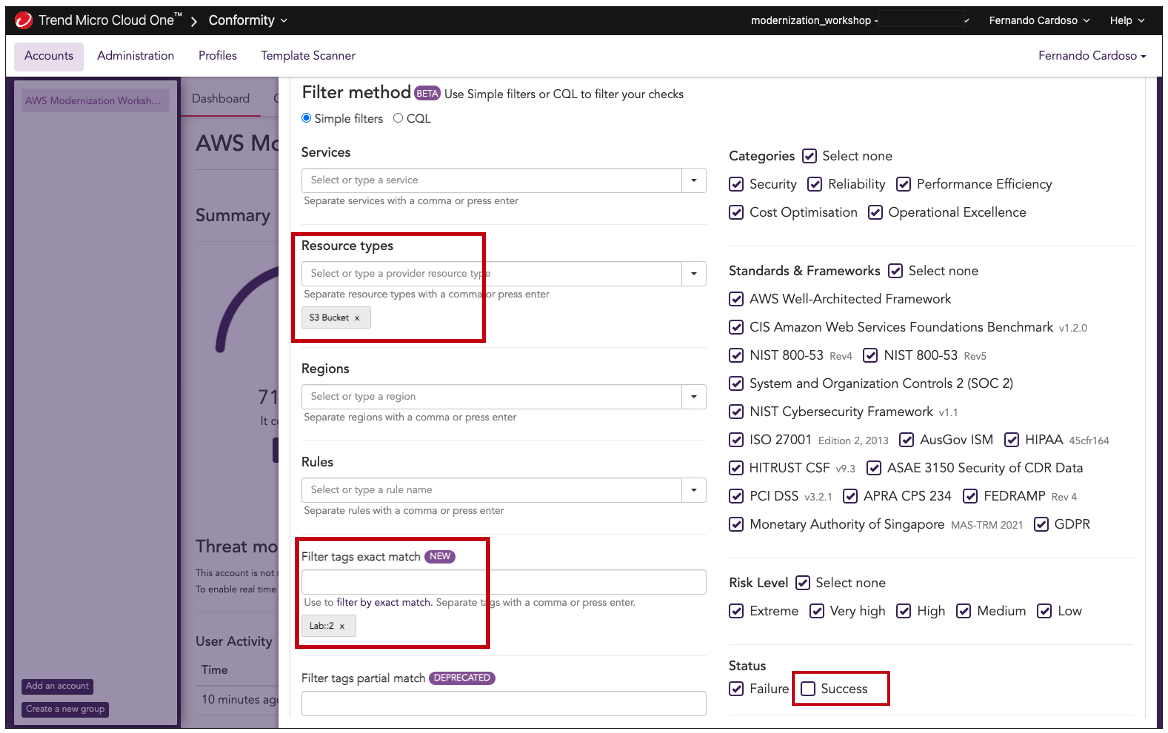 Trend Micro Cloud One™ > Conformity
modernization_workshop -
Fernando Cardoso
Help
Accounts
Administration
Profiles
Template Scanner
Fernando Cardoso
AWS Modernization Worksh...
Add an account
Create a new group
Dashboard
AWS Mo
Summary
71
Threat mo
This account is not
To enable real time
User Activity
Time
10 minutes ago
Filter method BETA Use Simple filters or CQL to filter your checks
Simple filters CQL
Services
Select or type a service
Separate services with a comma or press enter
Resource types
Select or type a provider resource type
Separate resource types with a comma or press enter
S3 Bucket x
Regions
Select or type a region
Separate regions with a comma or press enter
Rules
Select or type a rule name
Separate rules with a comma or press enter
Filter tags exact match NEW
Use to filter by exact match. Separate tags with a comma or press enter.
Lab::2 x
Filter tags partial match DEPRECATED
Categories Select none
Security Reliability Performance Efficiency
Cost Optimisation Operational Excellence
Standards & Frameworks Select none
AWS Well-Architected Framework
CIS Amazon Web Services Foundations Benchmark v1.2.0
NIST 800-53 Rev4 NIST 800-53 Rev5
System and Organization Controls 2 (SOC 2)
NIST Cybersecurity Framework v1.1
ISO 27001 Edition 2, 2013 AusGov ISM HIPAA 45cfr164
HITRUST CSF v9.3 ASAE 3150 Security of CDR Data
PCI DSS v3.2.1 APRA CPS 234 FEDRAMP Rev 4
Monetary Authority of Singapore MAS-TRM 2021 GDPR
Risk Level Select none
Extreme Very high High Medium Low
Status
Failure Success